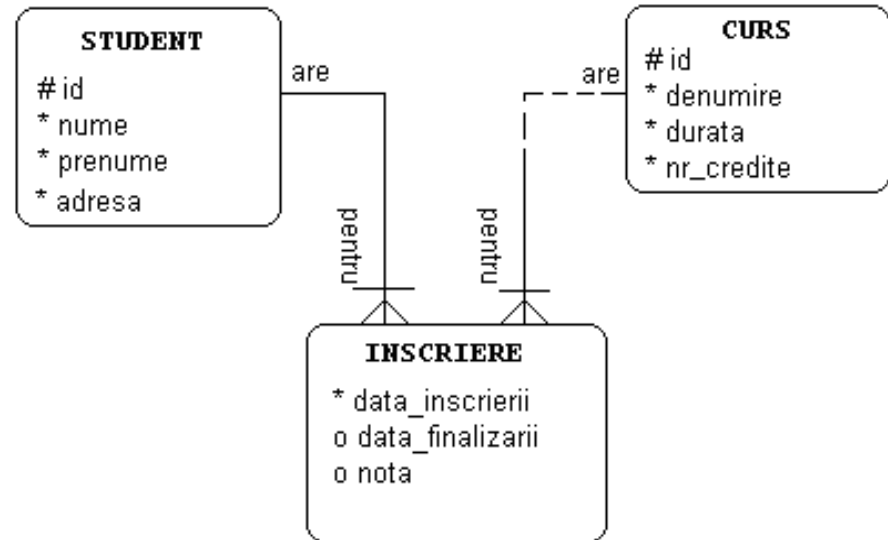 STUDENT
# id
* nume
* prenume
* adresa
are
pentru
CURS
# id
* denumire
* durata
* nr_credite
are
pentru
INSCRIERE
* data_inscrierii
o data_finalizarii
o nota